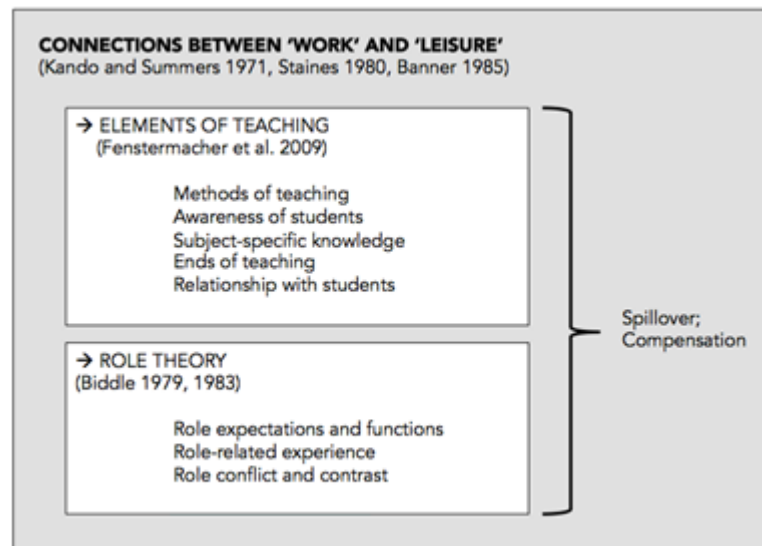 CONNECTIONS BETWEEN ‘WORK’ AND ‘LEISURE’
(Kando and Summers 1971, Staines 1980, Banner 1985)
→ ELEMENTS OF TEACHING
(Fenstermacher et al. 2009)
Methods of teaching
Awareness of students
Subject-specific knowledge
Ends of teaching
Relationship with students
→ ROLE THEORY
(Biddle 1979, 1983)
Role expectations and functions
Role-related experience
Role conflict and contrast
Spillover;
Compensation